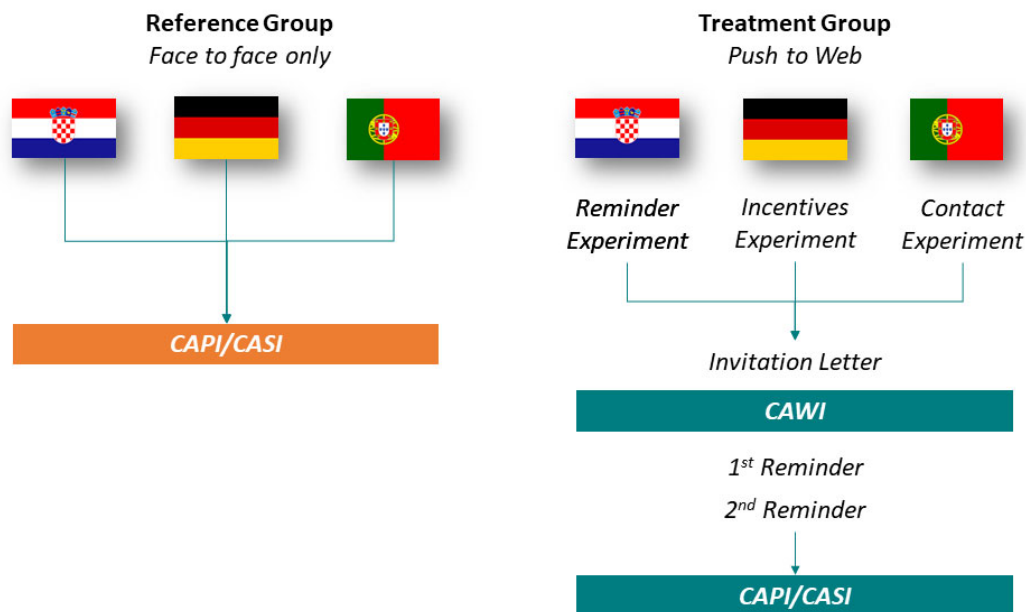 Reference Group
Face to face only
CAPI/CASI
Treatment Group
Push to Web
Reminder Experiment
Incentives Experiment
Contact Experiment
Invitation Letter
CAWI
1st Reminder
2nd Reminder
CAPI/CASI